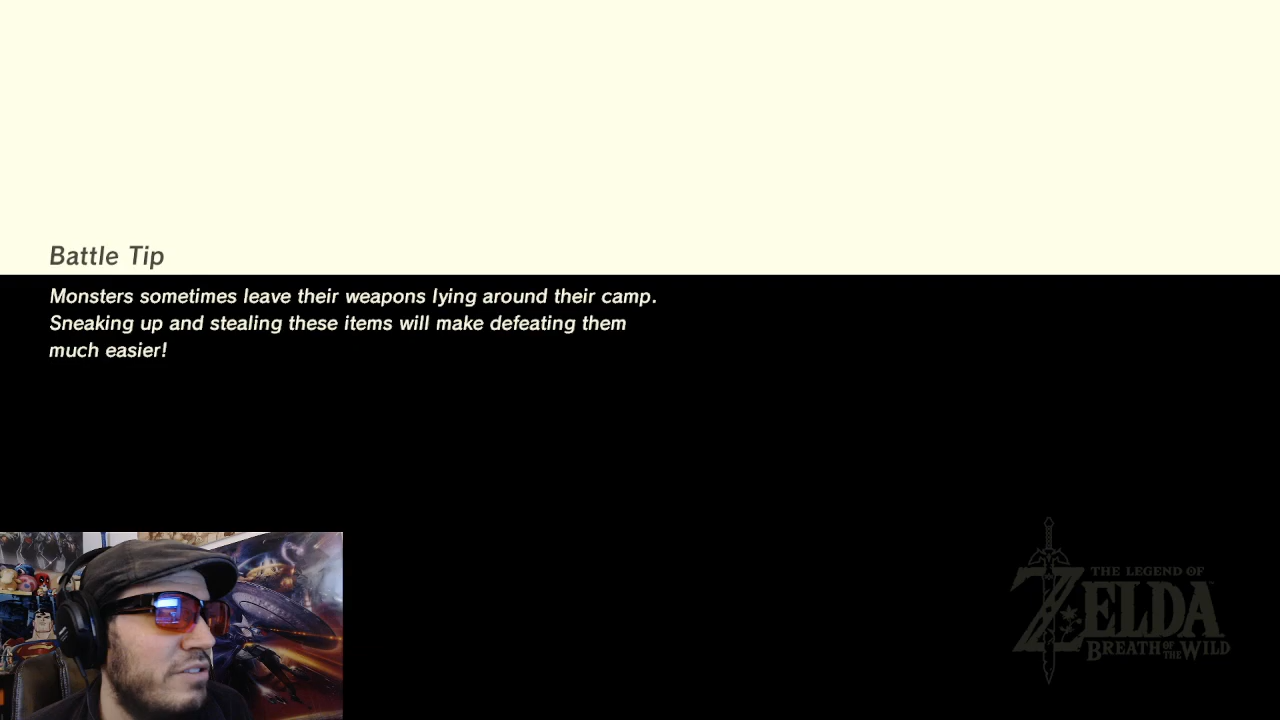 Battle Tip
Monsters sometimes leave their weapons lying around their camp.
Sneaking up and stealing these items will make defeating them
much easier!
THE LEGEND OF
ZELDA
BREATH OF THE WILD